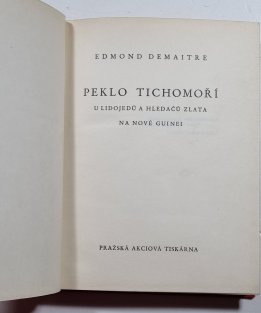 EDMOND DEMAITRE
PEKLO TICHOMOŘÍ
U LIDOJEDŮ A HLEDAČŮ ZLATA
NA NOVÉ GUINEI
PRAŽSKÁ AKCIOVÁ TISKÁRNA